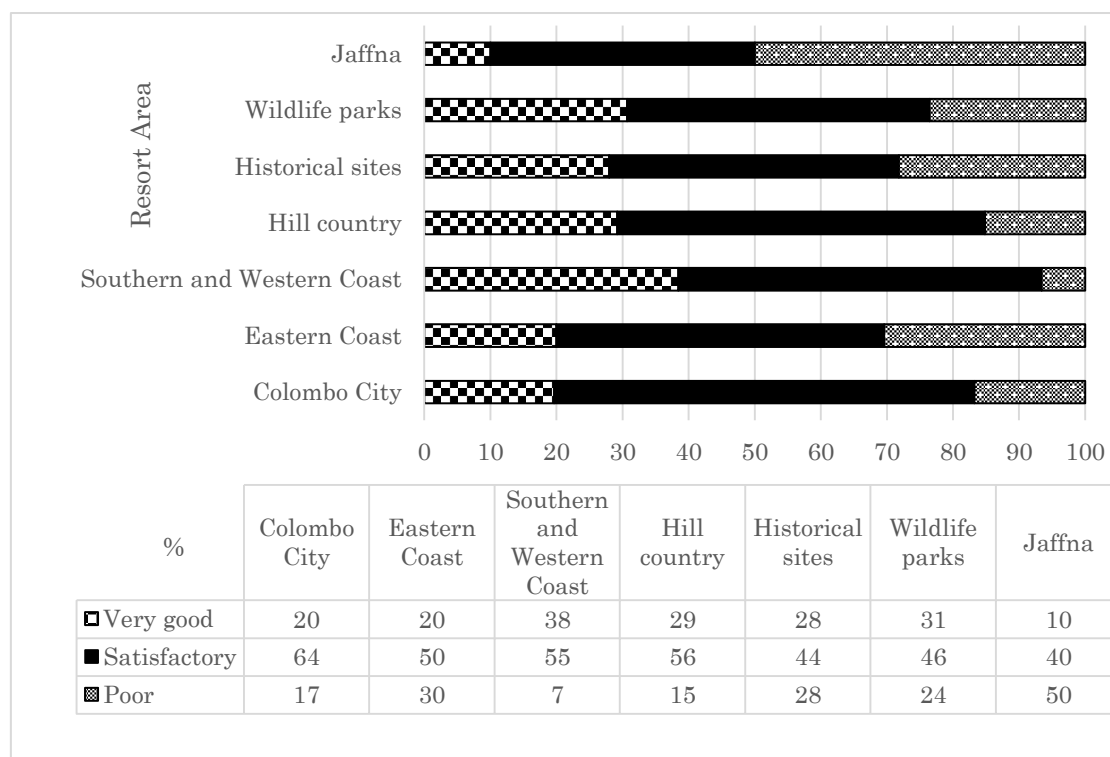 Resort Area
Jaffna
Wildlife parks
Historical sites
Hill country
Southern and Western Coast
Eastern Coast
Colombo City
0 10 20 30 40 50 60 70 80 90 100
% Colombo City Eastern Coast Southern and Western Coast Hill country Historical sites Wildlife parks Jaffna
Very good 20 20 38 29 28 31 10
Satisfactory 64 50 55 56 44 46 40
Poor 17 30 7 15 28 24 50